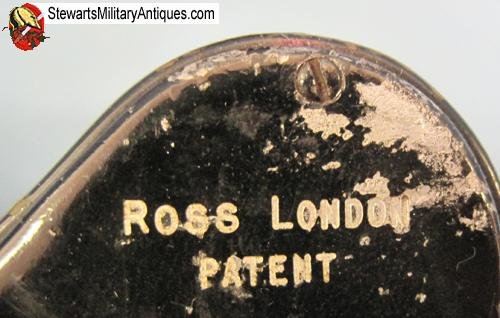 StewartsMilitaryAntiques.com
ROSS LONDON
PATENT